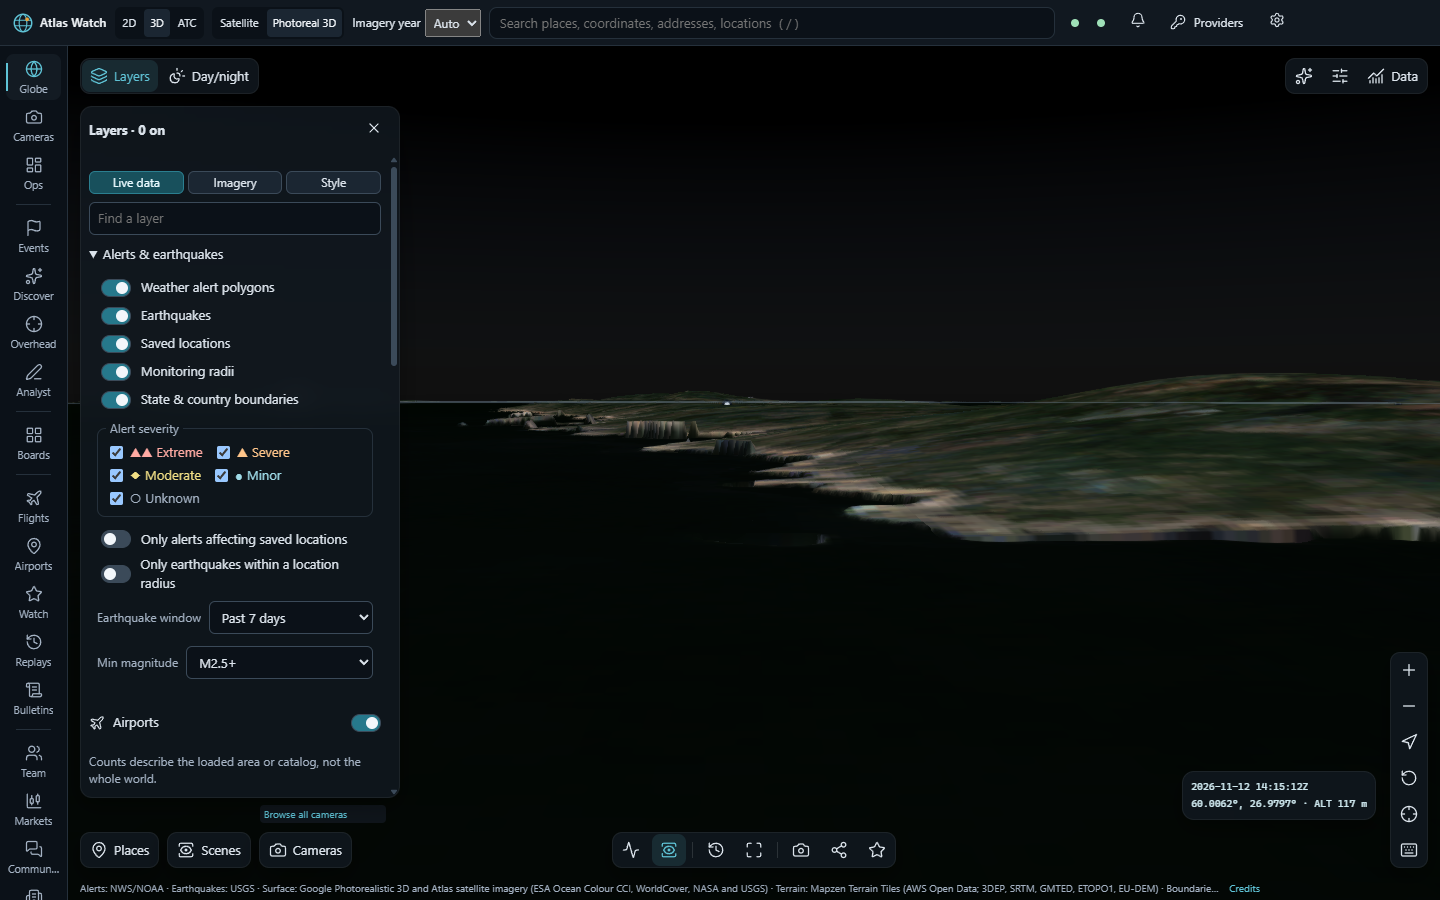 Atlas Watch
2D 3D ATC
Satellite Photoreal 3D
Imagery year Auto
Search places, coordinates, addresses, locations ( / )
Providers
Globe
Cameras
Ops
Events
Discover
Overhead
Analyst
Boards
Flights
Airports
Watch
Replays
Bulletins
Team
Markets
Commun...
Layers Day/night
Data
Layers · 0 on
Live data Imagery Style
Find a layer
Alerts & earthquakes
Weather alert polygons
Earthquakes
Saved locations
Monitoring radii
State & country boundaries
Alert severity
Extreme Severe
Moderate Minor
Unknown
Only alerts affecting saved locations
Only earthquakes within a location
radius
Earthquake window Past 7 days
Min magnitude M2.5+
Airports
Counts describe the loaded area or catalog, not the
whole world.
Browse all cameras
Places Scenes Cameras
2026-11-12 14:15:12Z
60.0062°, 26.9797° · ALT 117 m
Alerts: NWS/NOAA · Earthquakes: USGS · Surface: Google Photorealistic 3D and Atlas satellite imagery (ESA Ocean Colour CCI, WorldCover, NASA and USGS) · Terrain: Mapzen Terrain Tiles (AWS Open Data; 3DEP, SRTM, GMTED, ETOPO1, EU-DEM) · Boundarie... Credits